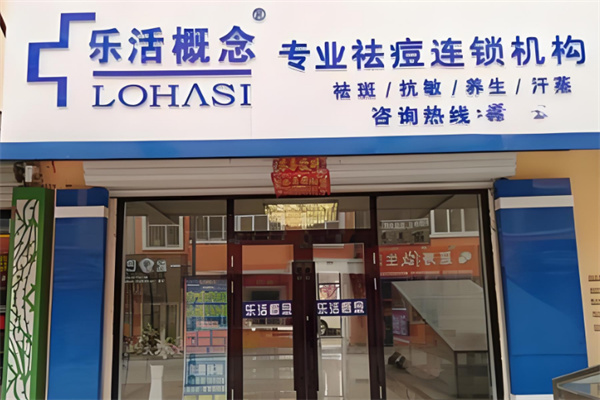 乐活概念®
LOHASI
专业祛痘连锁机构
祛斑/抗敏/养生/汗蒸
咨询热线:
乐活概念 乐活概念